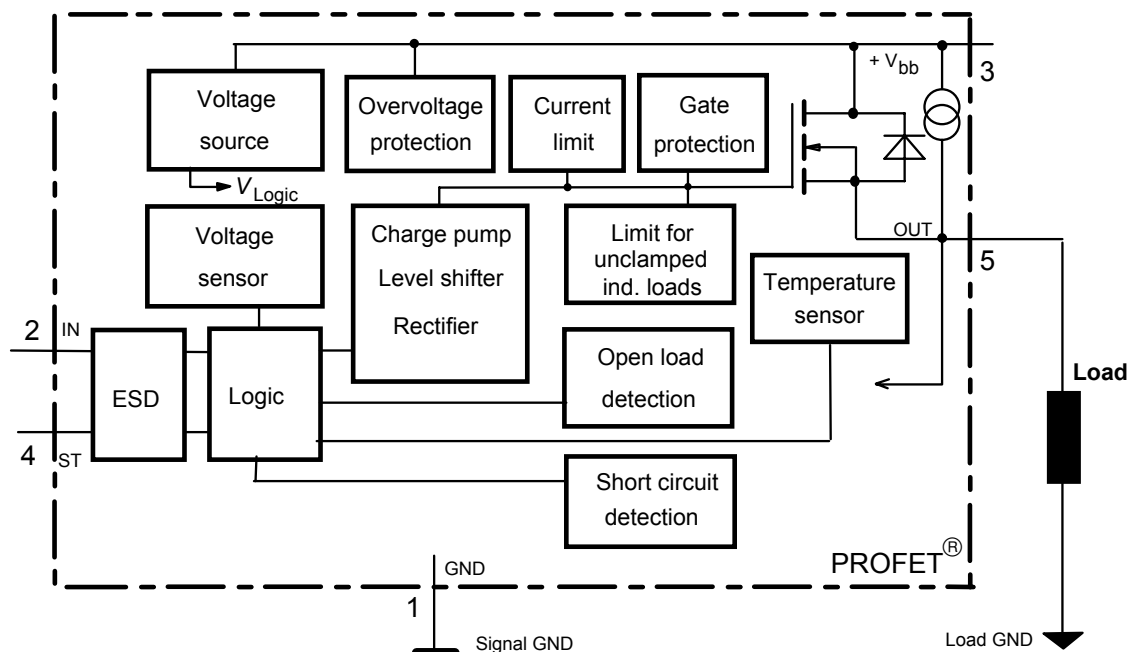 + Vbb
3
Voltage
source
Overvoltage
protection
Current
limit
Gate
protection
VLogic
Voltage
sensor
Charge pump
Level shifter
Rectifier
Limit for
unclamped
ind. loads
OUT
5
Temperature
sensor
2
IN
ESD
Logic
Open load
detection
Load
4
ST
Short circuit
detection
PROFET®
GND
1
Signal GND
Load GND